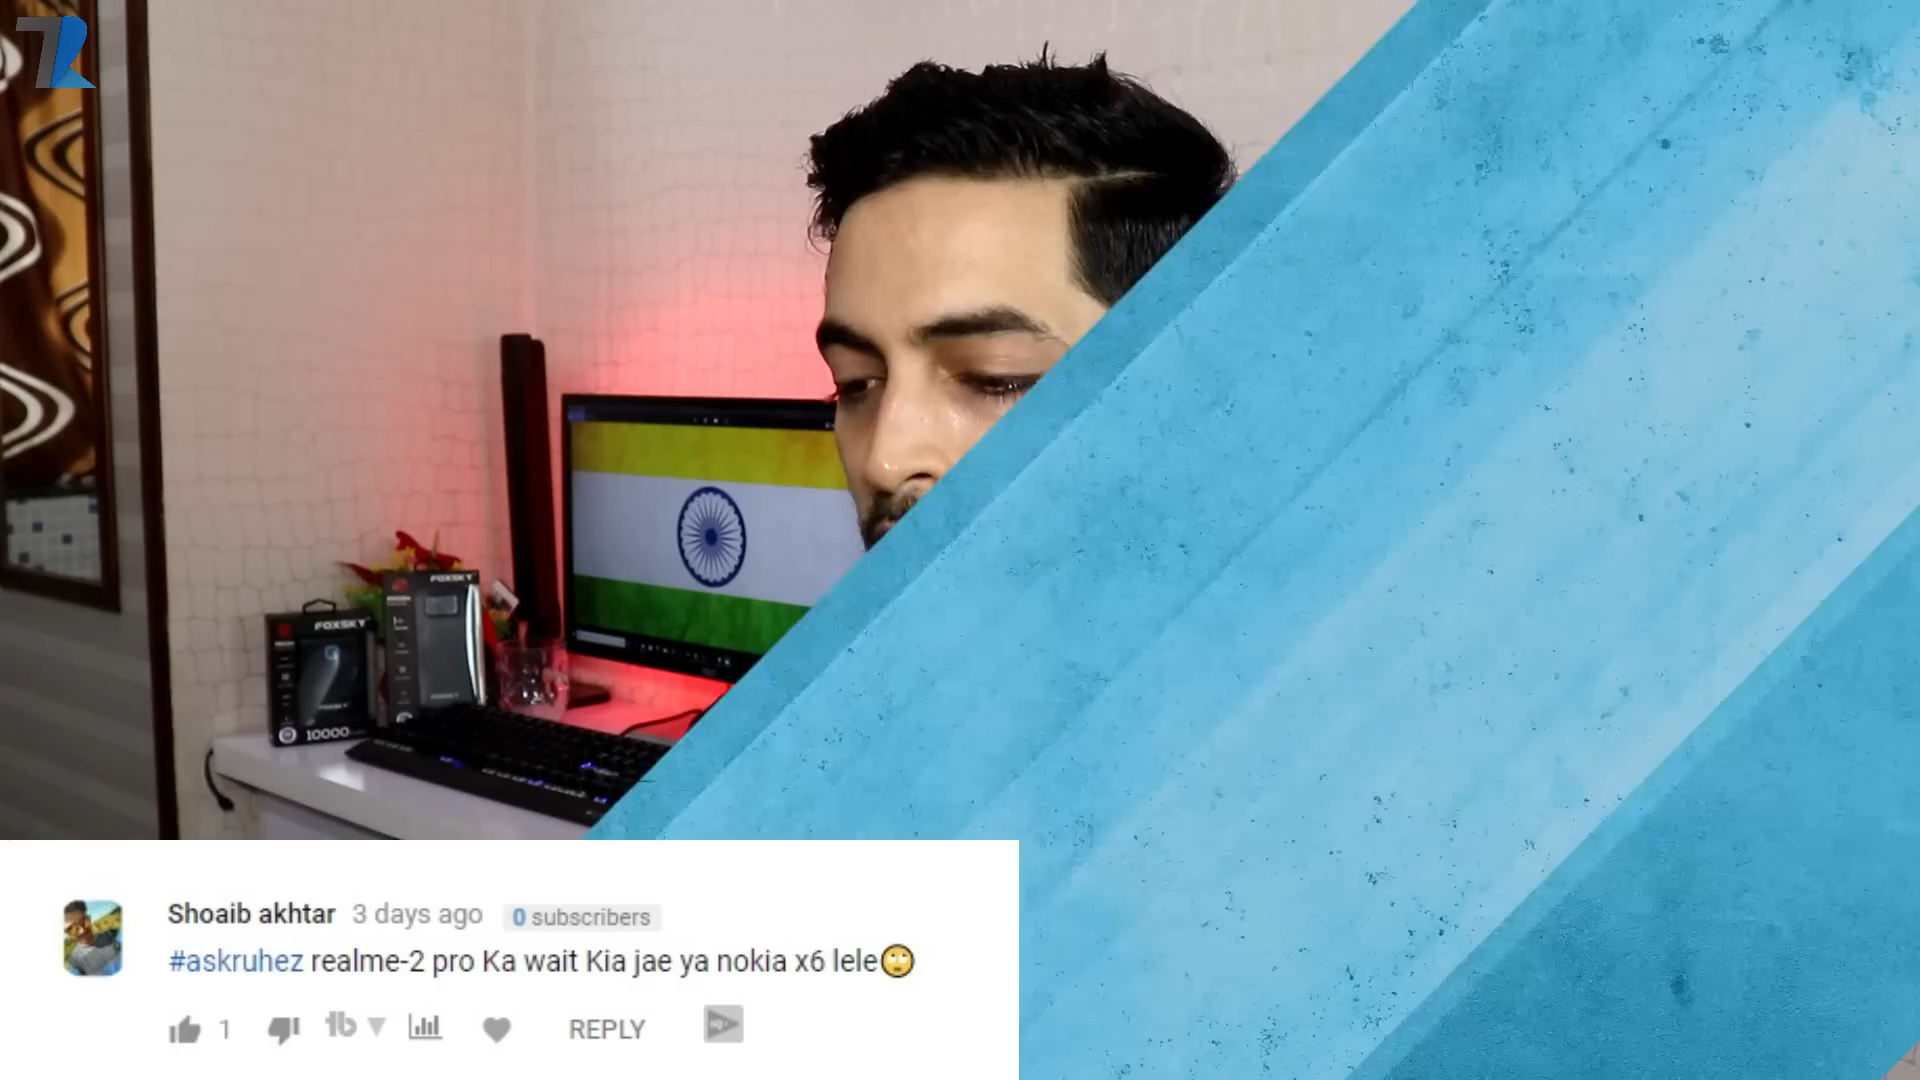 FOXSKY
FOXSKY
10000
Shoaib akhtar 3 days ago 0 subscribers
#askruhez realme-2 pro Ka wait Kia jae ya nokia x6 lele🙄
1 REPLY